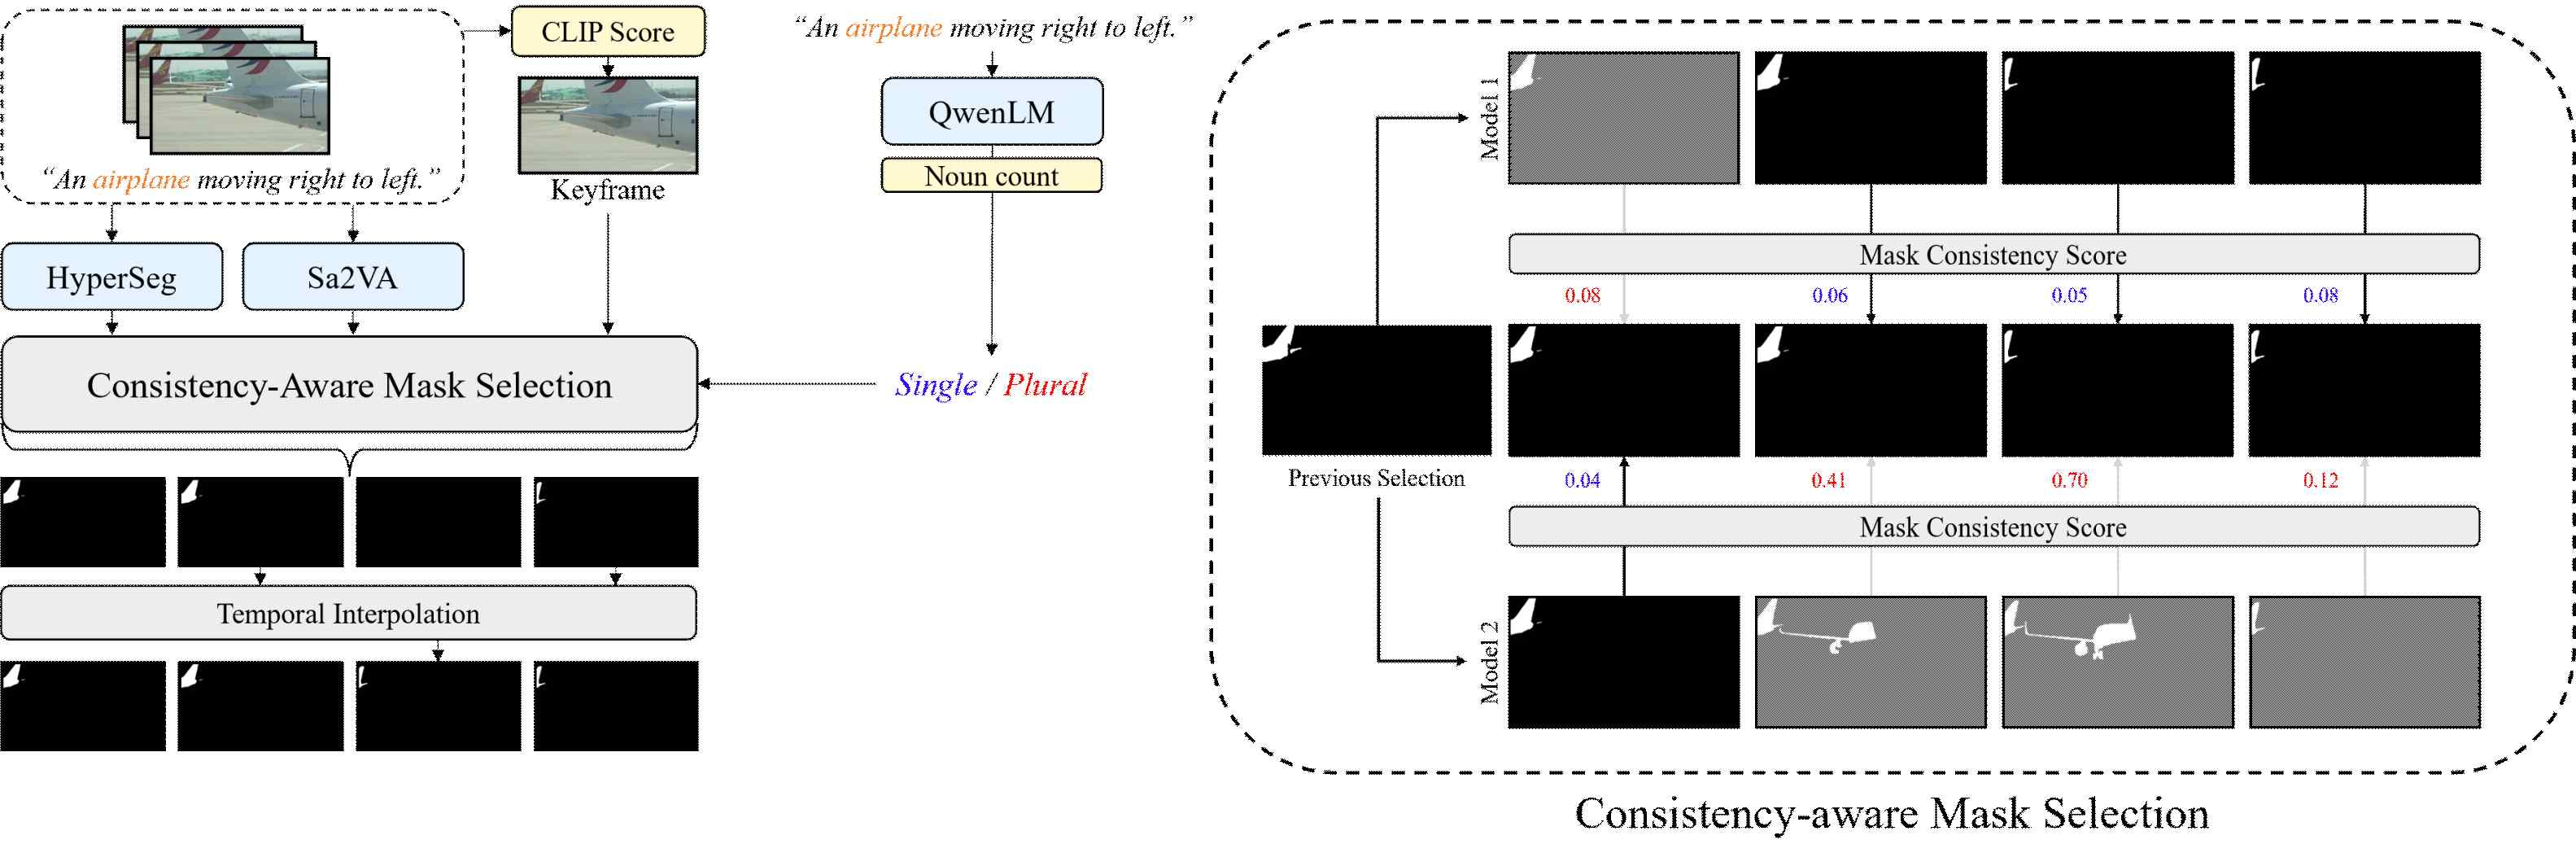 “An airplane moving right to left.”
CLIP Score
Keyframe
HyperSeg
Sa2VA
“An airplane moving right to left.”
QwenLM
Noun count
Single / Plural
Consistency-Aware Mask Selection
Temporal Interpolation
Model 1
Mask Consistency Score
0.08
0.06
0.05
0.08
Previous Selection
0.04
0.41
0.70
0.12
Mask Consistency Score
Model 2
Consistency-aware Mask Selection